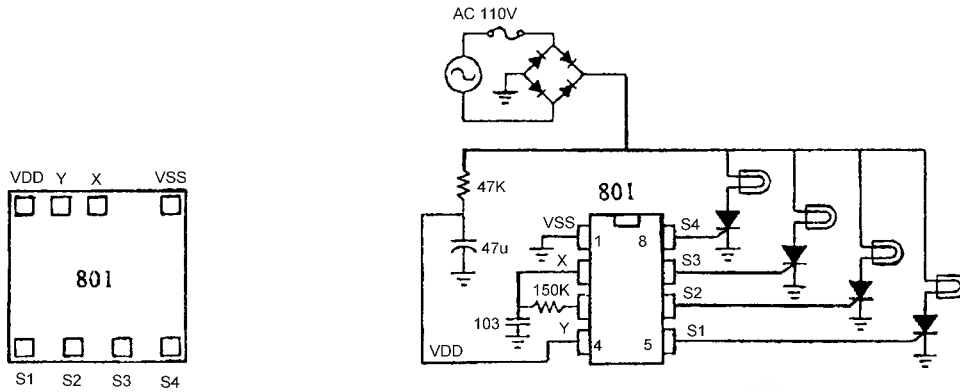 VDD Y X VSS
801
S1 S2 S3 S4
AC 110V
47K
47u
801
VSS
1
8
S4
X
S3
150K
S2
103
Y
S1
VDD
4
5